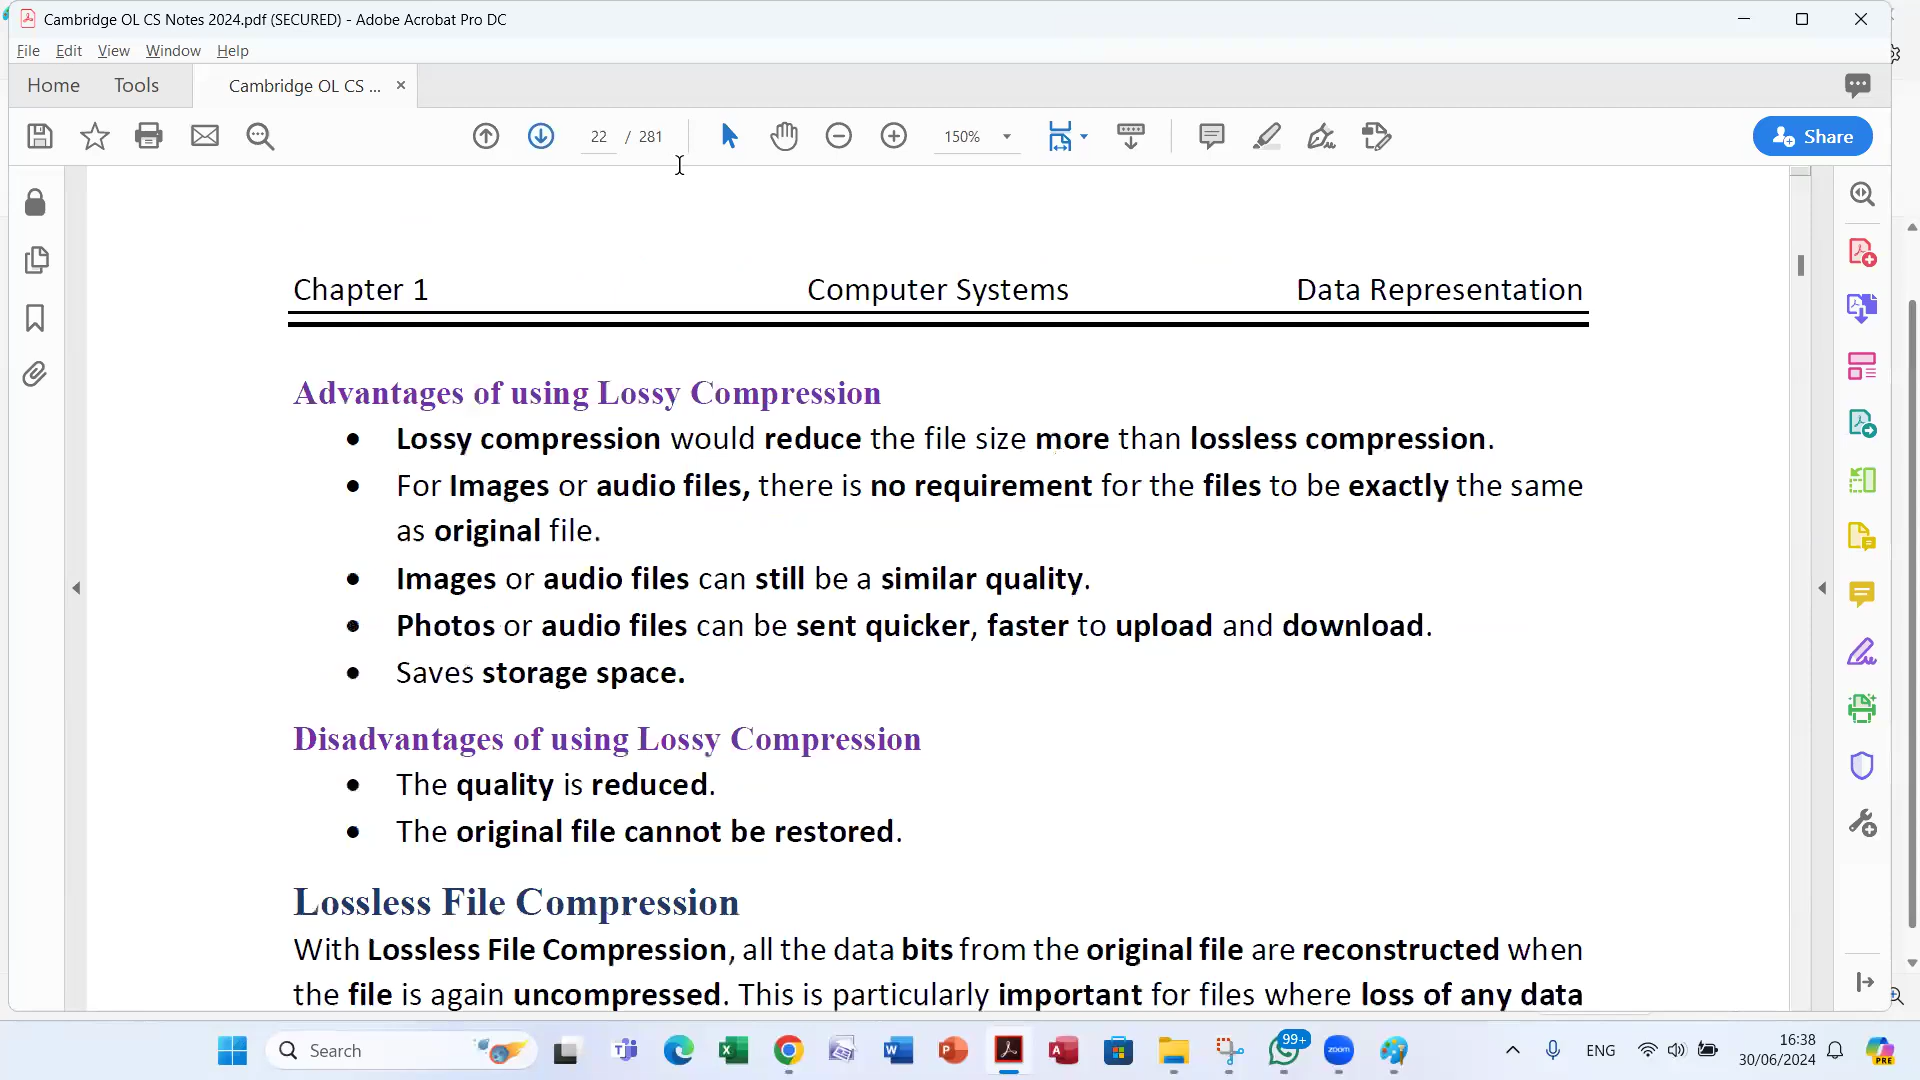 Cambridge OL CS Notes 2024.pdf (SECURED) - Adobe Acrobat Pro DC
File Edit View Window Help
Home Tools Cambridge OL CS ... ×
22 / 281 150% Share
Chapter 1 Computer Systems Data Representation
Advantages of using Lossy Compression
• Lossy compression would reduce the file size more than lossless compression.
• For Images or audio files, there is no requirement for the files to be exactly the same
as original file.
• Images or audio files can still be a similar quality.
• Photos or audio files can be sent quicker, faster to upload and download.
• Saves storage space.
Disadvantages of using Lossy Compression
• The quality is reduced.
• The original file cannot be restored.
Lossless File Compression
With Lossless File Compression, all the data bits from the original file are reconstructed when
the file is again uncompressed. This is particularly important for files where loss of any data
Search 99+ zoom ENG 16:38
30/06/2024 PRE